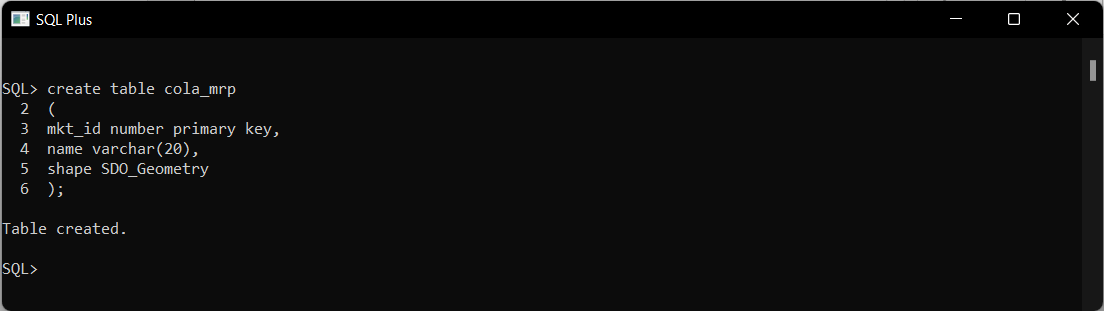 SQL Plus
SQL> create table cola_mrp
2 (
3 mkt_id number primary key,
4 name varchar(20),
5 shape SDO_Geometry
6 );
Table created.
SQL>